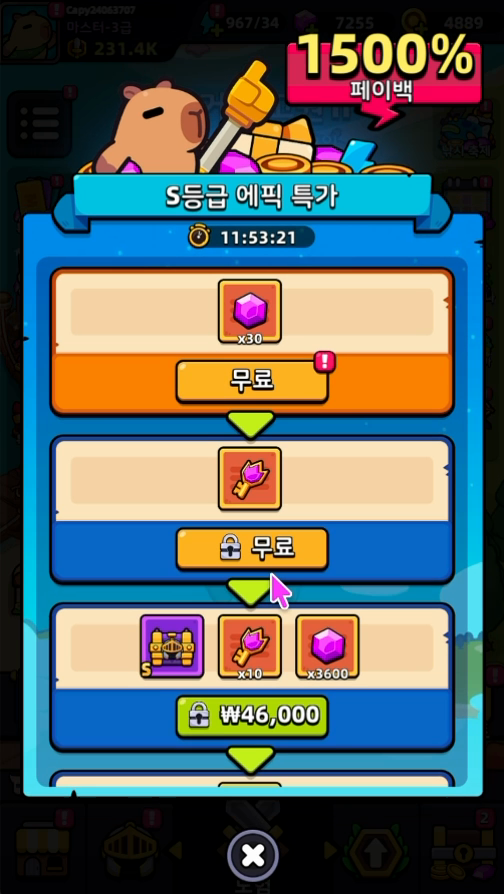 Capy24063707
마스터-3급
231.4K
967/34
7255
4889
1500%
페이백
S등급 에픽 특가
11:53:21
x30
무료
무료
S
x10
x3600
₩46,000
2